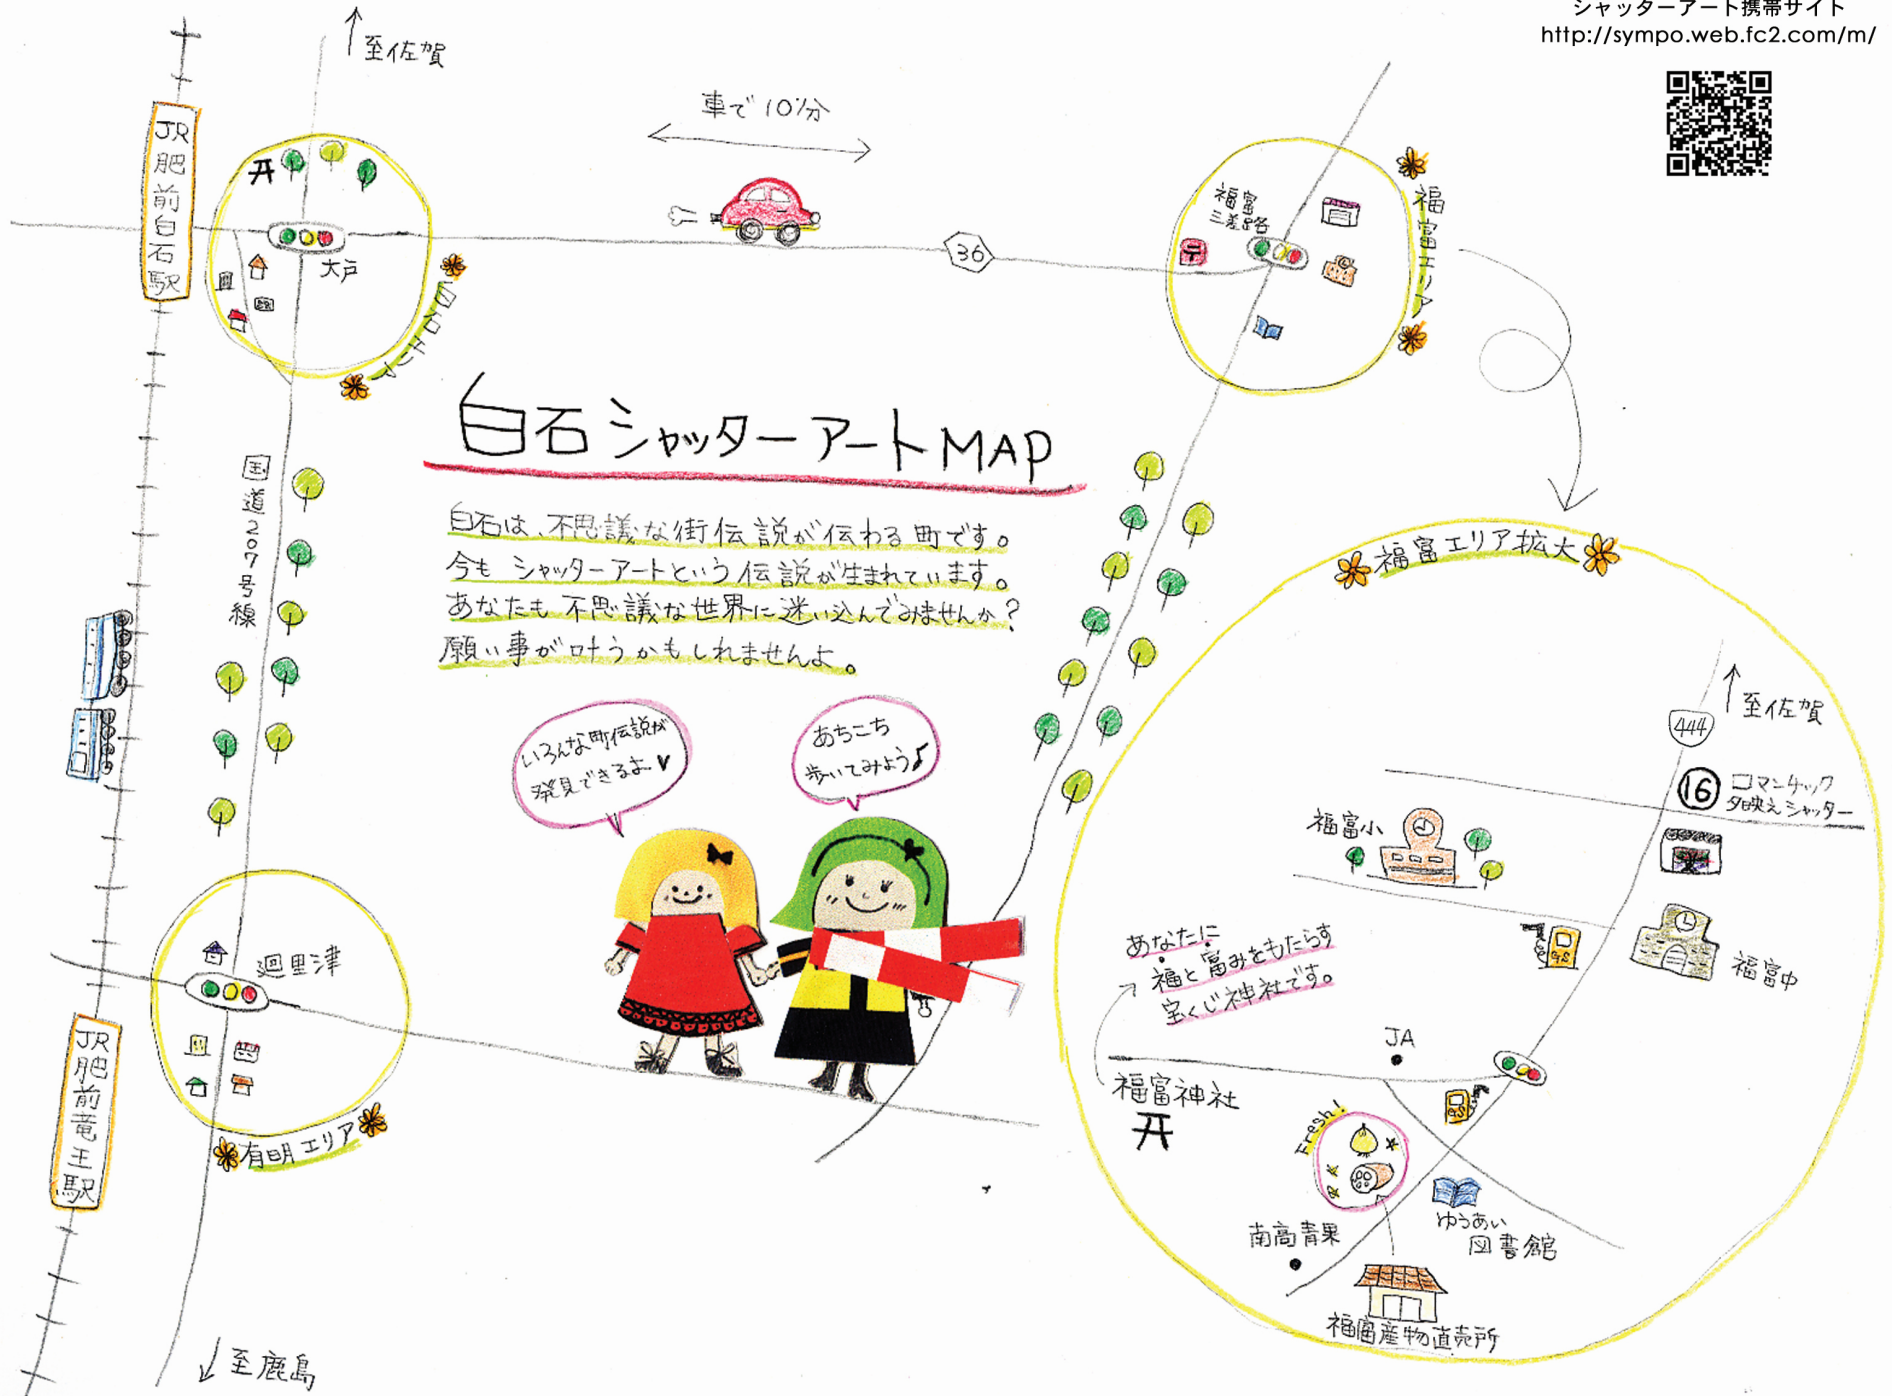 シャッターアート携帯サイト
http://sympo.web.fc2.com/m/
至佐賀
車で10分
JR肥前白石駅
大戸
白石エリア
36
福富
三差路
福富エリア
白石シャッターアートMAP
白石は、不思議な街伝説が伝わる町です。
今もシャッターアートという伝説が生まれています。
あなたも不思議な世界に迷い込んでみませんか?
願い事が叶うかもしれませんよ。
国道207号線
いろんな町伝説が
発見できるよ♥
あちこち
歩いてみよう♪
廻里津
JR肥前竜王駅
有明エリア
至鹿島
福富エリア拡大
至佐賀
444
⑯ロマンチック
夕映えシャッター
福富小
GS
福富中
あなたに
福と富みをもたらす
宝くじ神社です。
JA
福富神社
GS
Fresh!
ゆうあい
図書館
南高青果
福富産物直売所